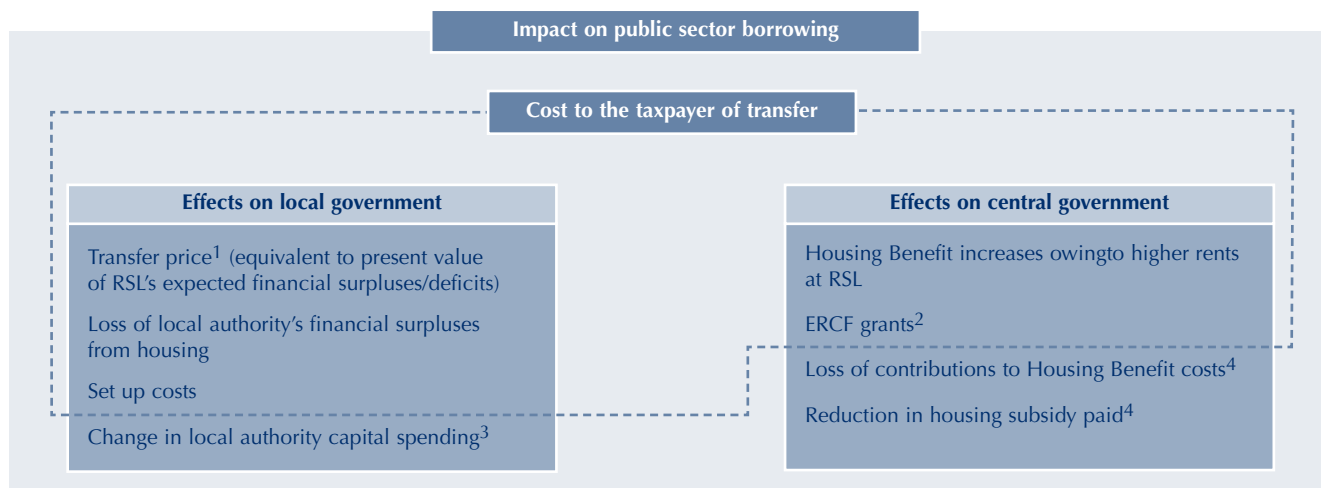 Impact on public sector borrowing
Cost to the taxpayer of transfer
Effects on local government
Transfer price1 (equivalent to present value
of RSL's expected financial surpluses/deficits)
Loss of local authority's financial surpluses
from housing
Set up costs
Change in local authority capital spending3
Effects on central government
Housing Benefit increases owingto higher rents
at RSL
ERCF grants2
Loss of contributions to Housing Benefit costs4
Reduction in housing subsidy paid4